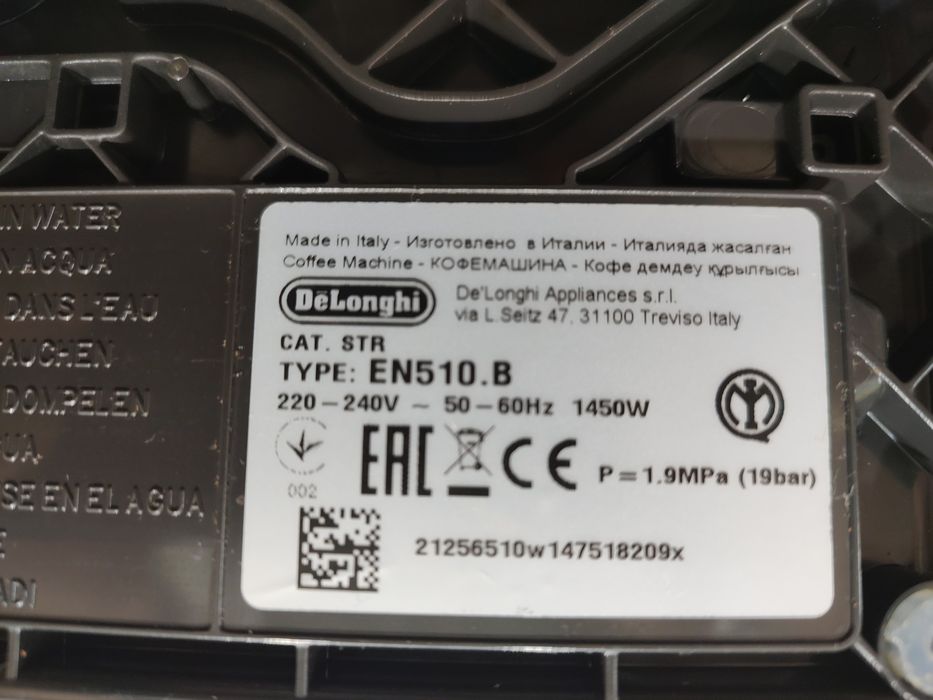 IN WATER
N ACQUA
DANS L'EAU
TAUCHEN
DOMPELEN
UA
SE EN EL AGUA
E
ADI
Made in Italy - Изготовлено в Италии - Италияда жасалған
Coffee Machine - КОФЕМАШИНА - Кофе демдеу құрылғысы
DeLonghi
De'Longhi Appliances s.r.l.
via L.Seitz 47, 31100 Treviso Italy
CAT. STR
TYPE: EN510.B
220 – 240V ~ 50 – 60Hz 1450W
002
EAC
CE
P = 1.9MPa (19bar)
21256510w147518209x